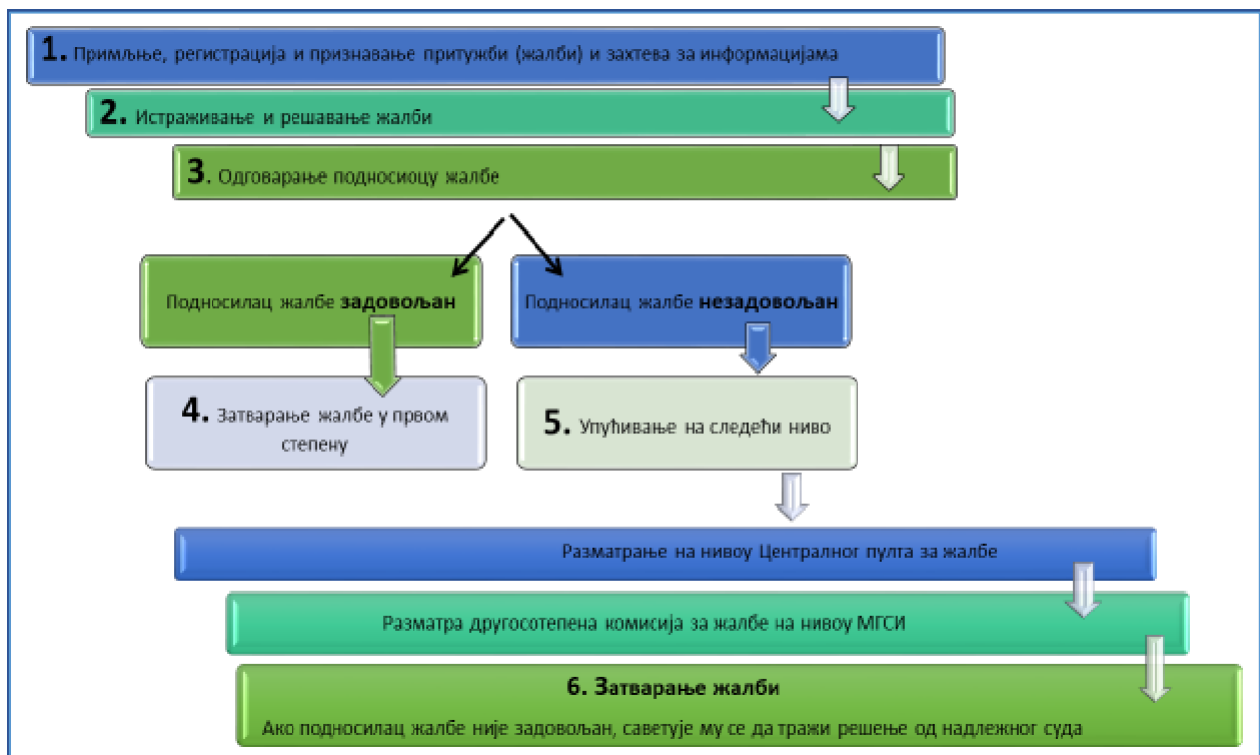 1. Примљње, регистрација и признавање притужби (жалби) и захтева за информацијама
2. Истраживање и решавање жалби
3. Одговарање подносиоцу жалбе
Подносилац жалбе задовољан
Подносилац жалбе незадовољан
4. Затварање жалбе у првом
степену
5. Упућивање на следећи ниво
Разматрање на нивоу Централног пулта за жалбе
Разматра другосотепена комисија за жалбе на нивоу МГСИ
6. Затварање жалби
Ако подносилац жалбе није задовољан, саветује му се да тражи решење од надлежног суда